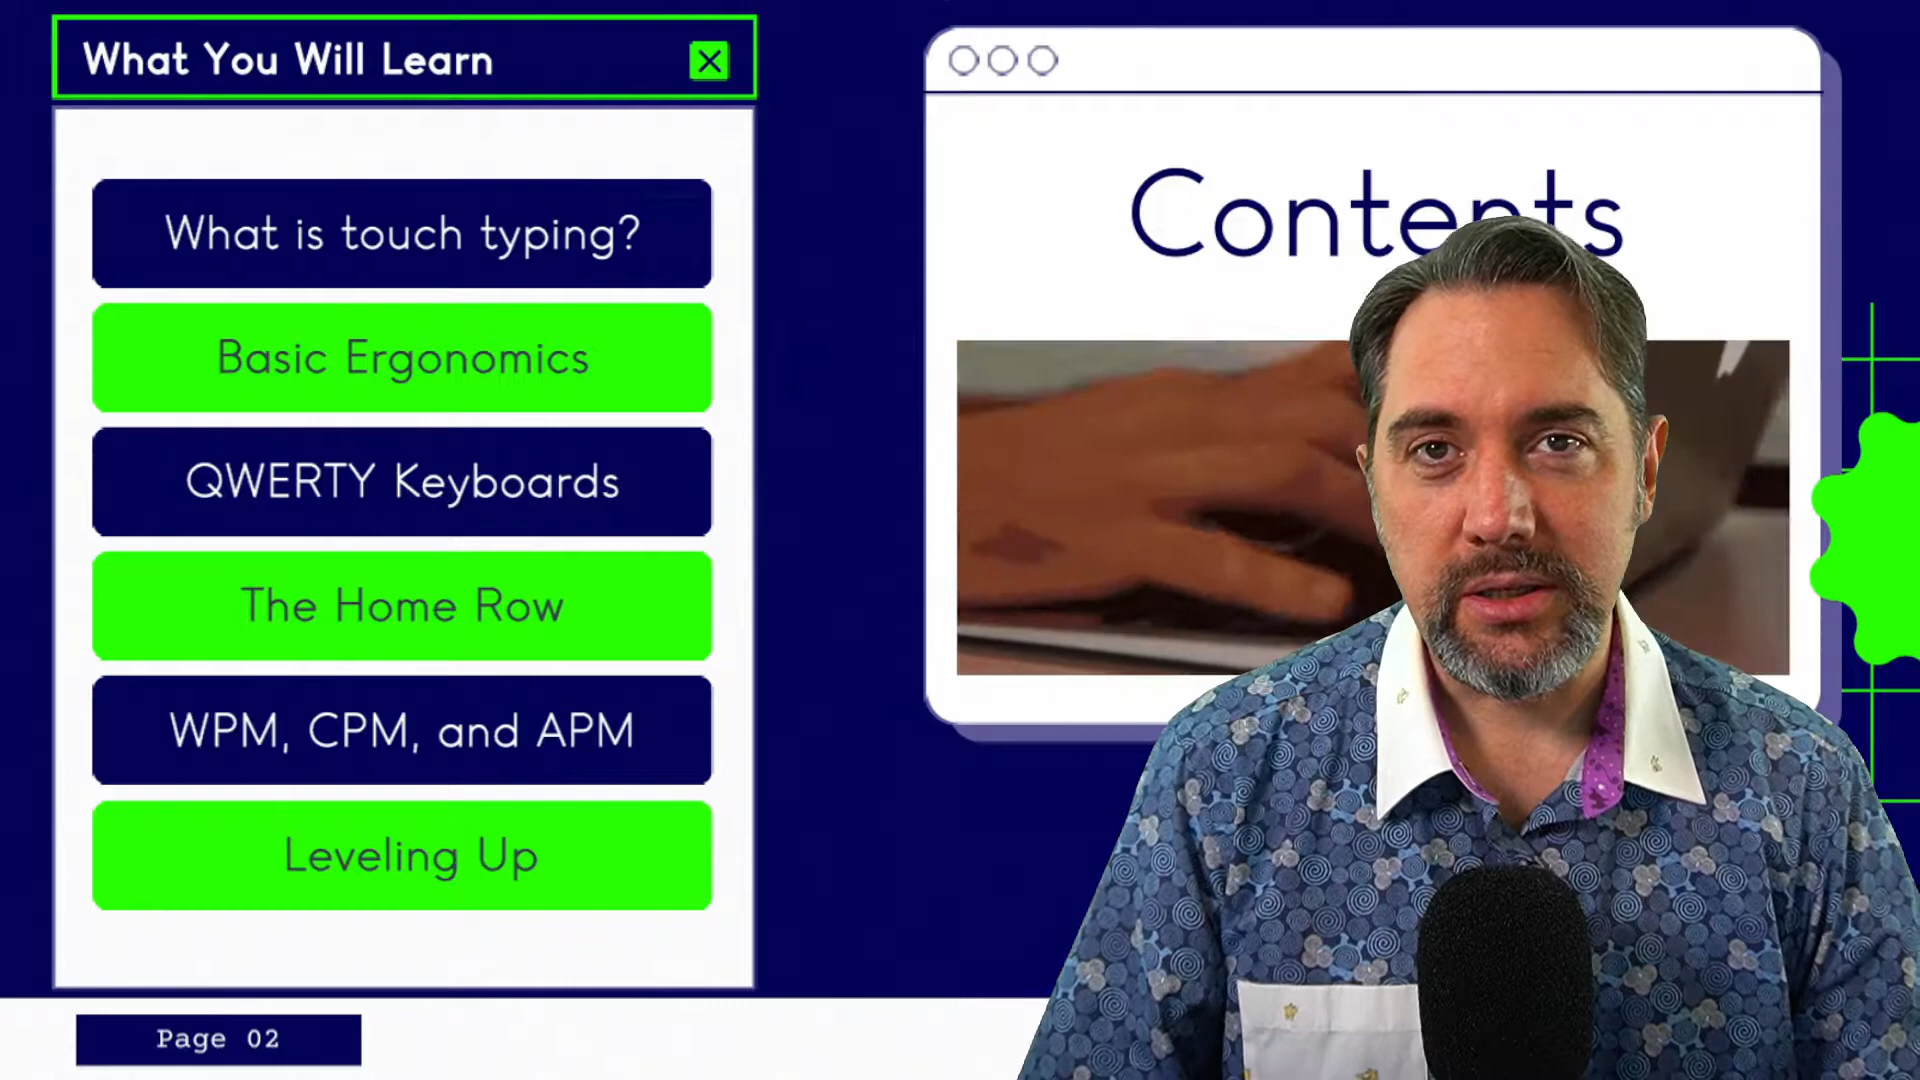 What You Will Learn
What is touch typing?
Basic Ergonomics
QWERTY Keyboards
The Home Row
WPM, CPM, and APM
Leveling Up
Contents
Page 02